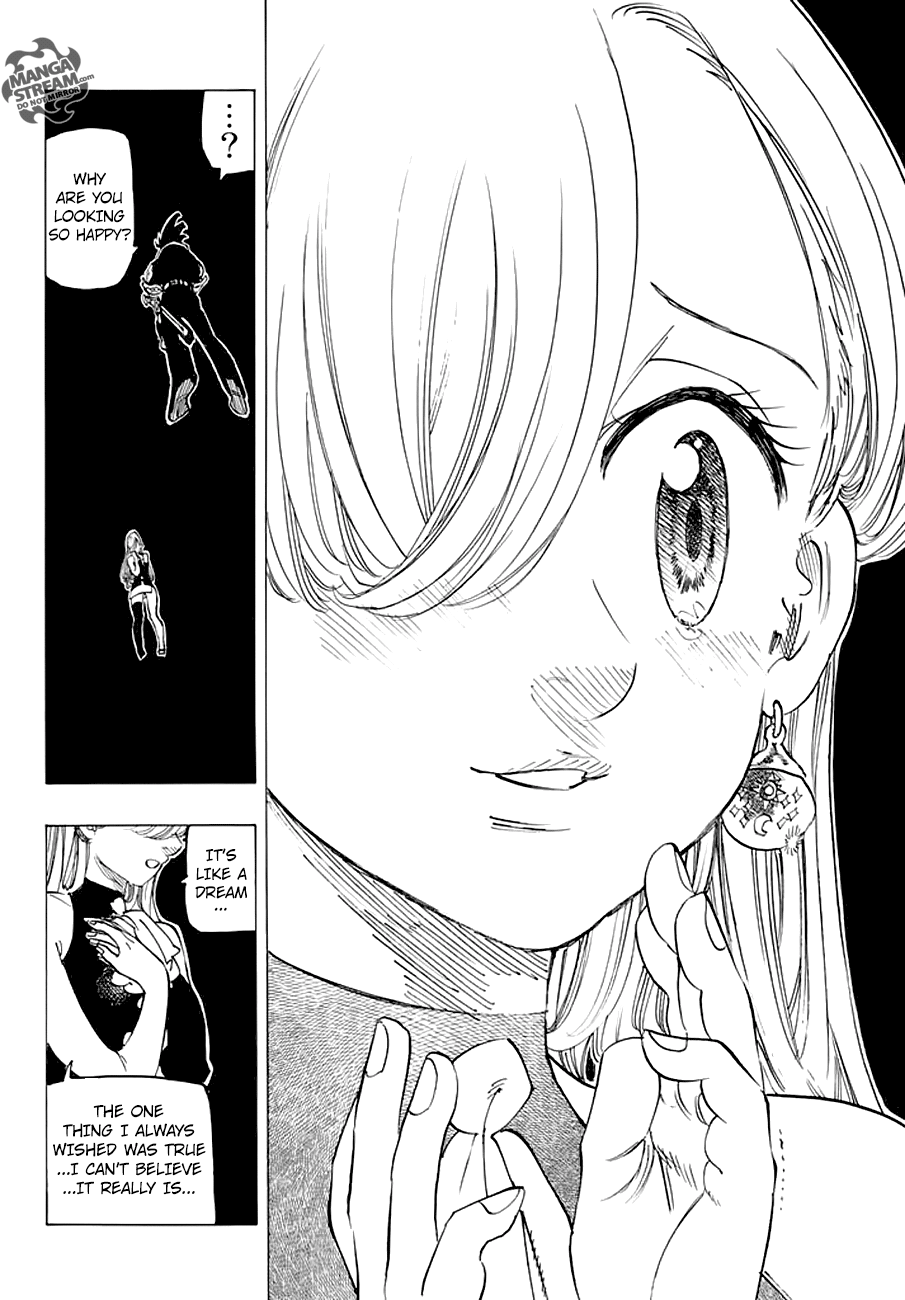 MANGA
STREAM.com
DO NOT MIRROR
...?
WHY
ARE YOU
LOOKING
SO HAPPY?
IT'S
LIKE A
DREAM
...
THE ONE
THING I ALWAYS
WISHED WAS TRUE
...I CAN'T BELIEVE
...IT REALLY IS...